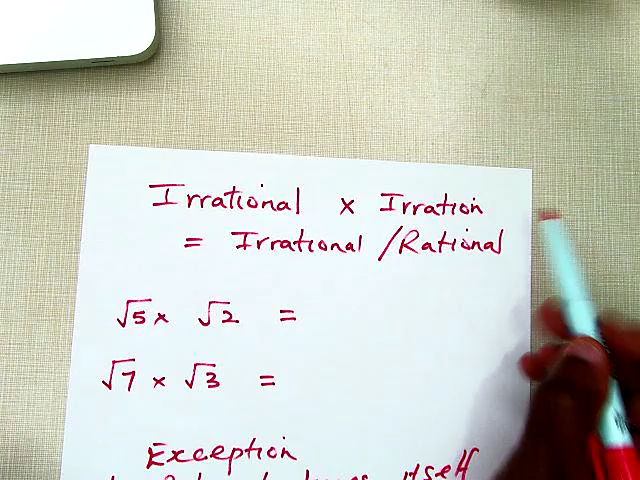 Irrational x Irration
= Irrational /Rational
√5 x √2 =
√7 x √3 =
Exception
itself